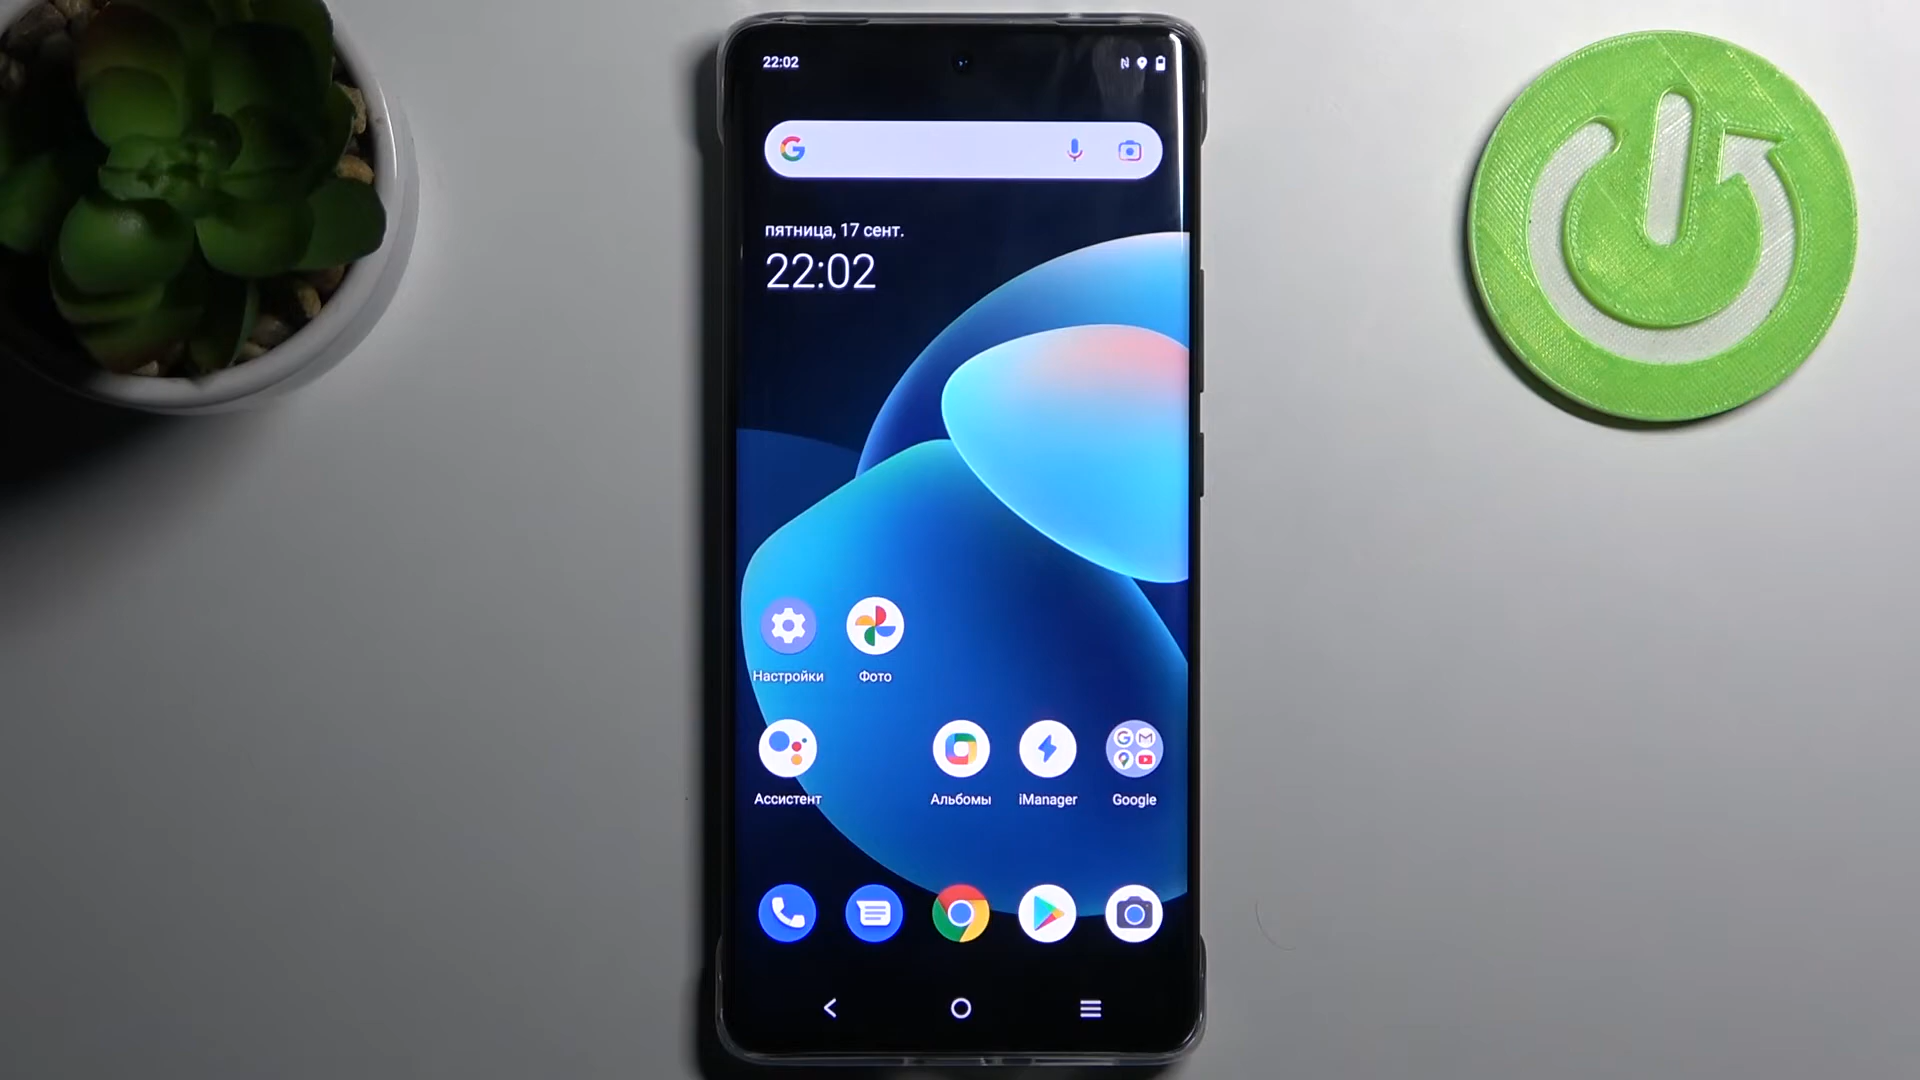 22:02
пятница, 17 сент.
22:02
Настройки
Фото
Ассистент
Альбомы
iManager
Google